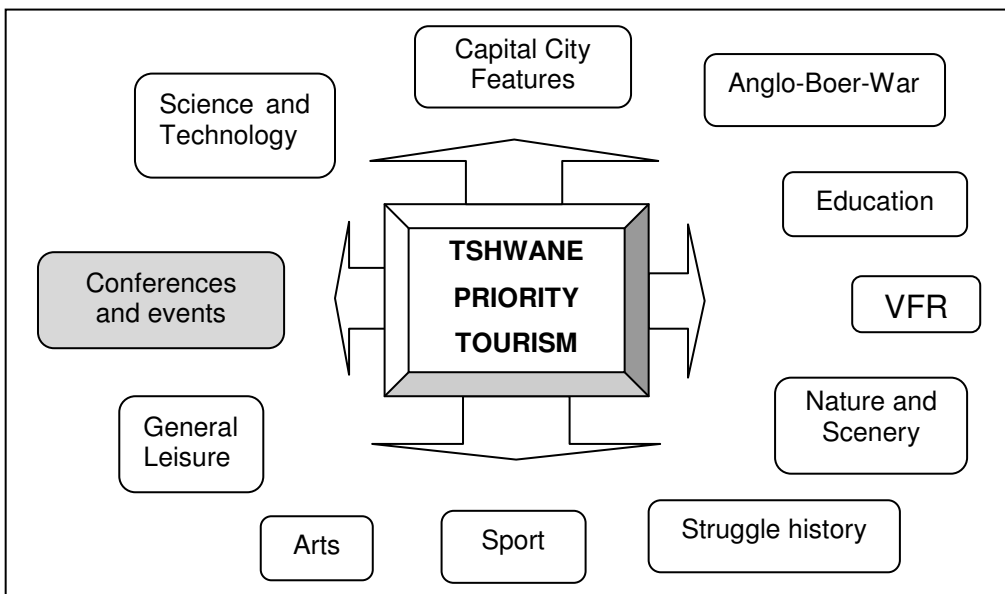 Capital City
Features
Anglo-Boer-War
Science and
Technology
Education
TSHWANE
PRIORITY
TOURISM
Conferences
and events
VFR
General
Leisure
Nature and
Scenery
Arts
Sport
Struggle history